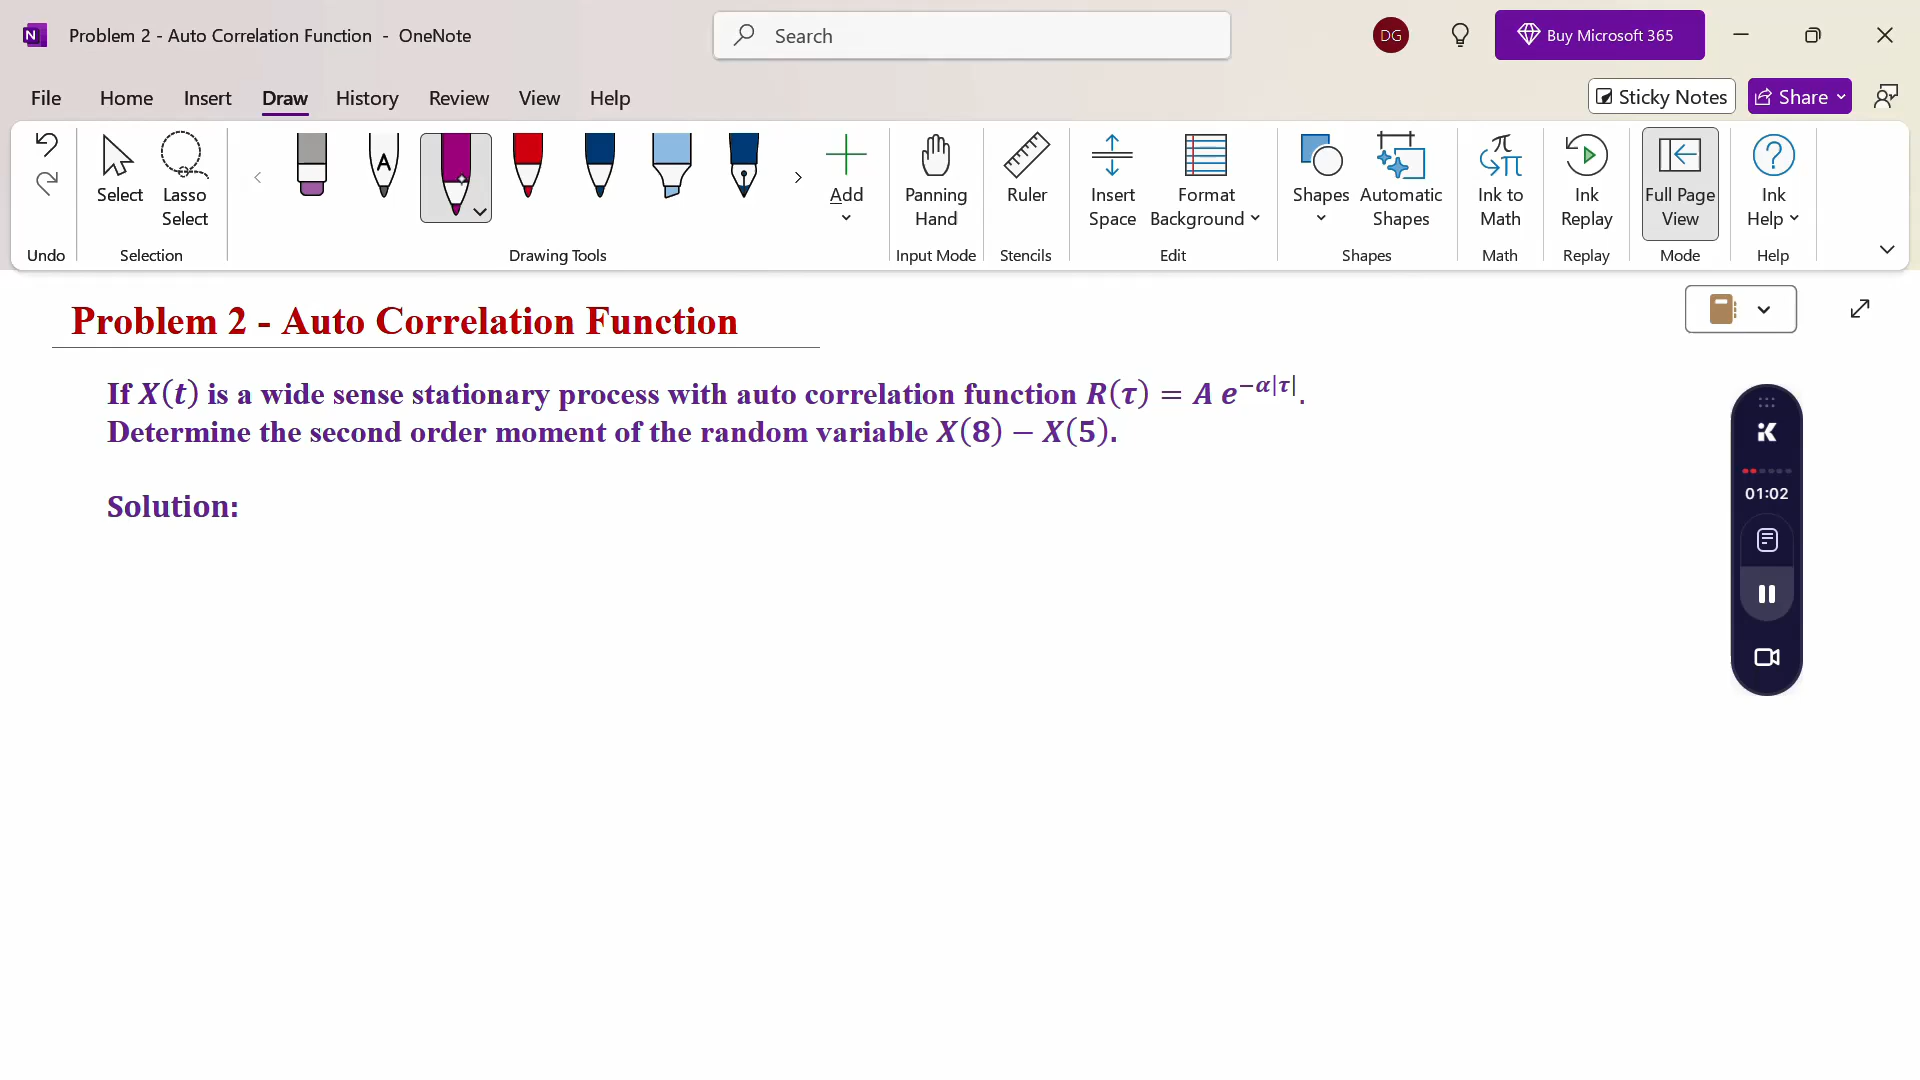 Problem 2 - Auto Correlation Function - OneNote
Search
DG
Buy Microsoft 365
File Home Insert Draw History Review View Help
Sticky Notes
Share
Select
Lasso Select
A
Add
Panning Hand
Ruler
Insert Space
Format Background
Shapes
Automatic Shapes
Ink to Math
Ink Replay
Full Page View
Ink Help
Undo
Selection
Drawing Tools
Input Mode
Stencils
Edit
Shapes
Math
Replay
Mode
Help
Problem 2 - Auto Correlation Function
If X(t) is a wide sense stationary process with auto correlation function R(τ) = A e^{−α|τ|}.
Determine the second order moment of the random variable X(8) − X(5).
Solution:
01:02